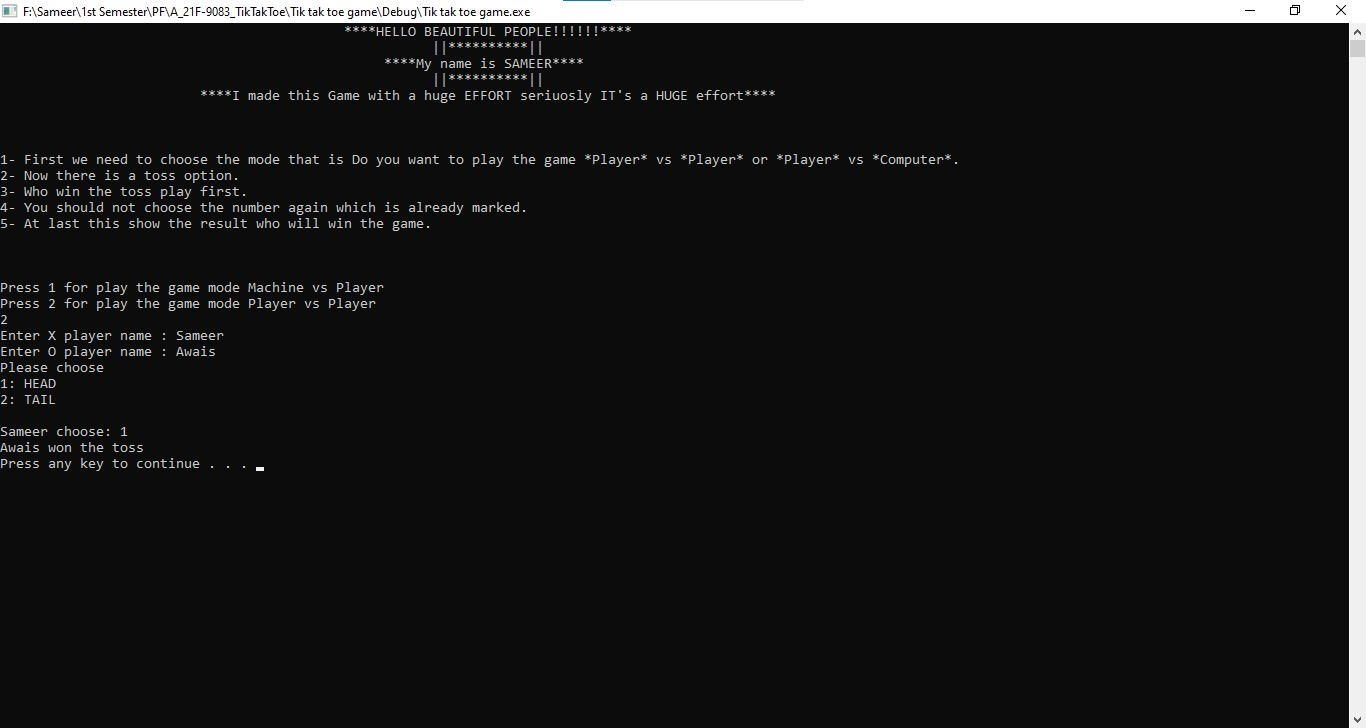 F:\Sameer\1st Semester\PF\A_21F-9083_TikTakToe\Tik tak toe game\Debug\Tik tak toe game.exe
****HELLO BEAUTIFUL PEOPLE!!!!!!****
||**********||
****My name is SAMEER****
||**********||
****I made this Game with a huge EFFORT seriuosly IT's a HUGE effort****
1- First we need to choose the mode that is Do you want to play the game *Player* vs *Player* or *Player* vs *Computer*.
2- Now there is a toss option.
3- Who win the toss play first.
4- You should not choose the number again which is already marked.
5- At last this show the result who will win the game.
Press 1 for play the game mode Machine vs Player
Press 2 for play the game mode Player vs Player
2
Enter X player name : Sameer
Enter O player name : Awais
Please choose
1: HEAD
2: TAIL
Sameer choose: 1
Awais won the toss
Press any key to continue . . .